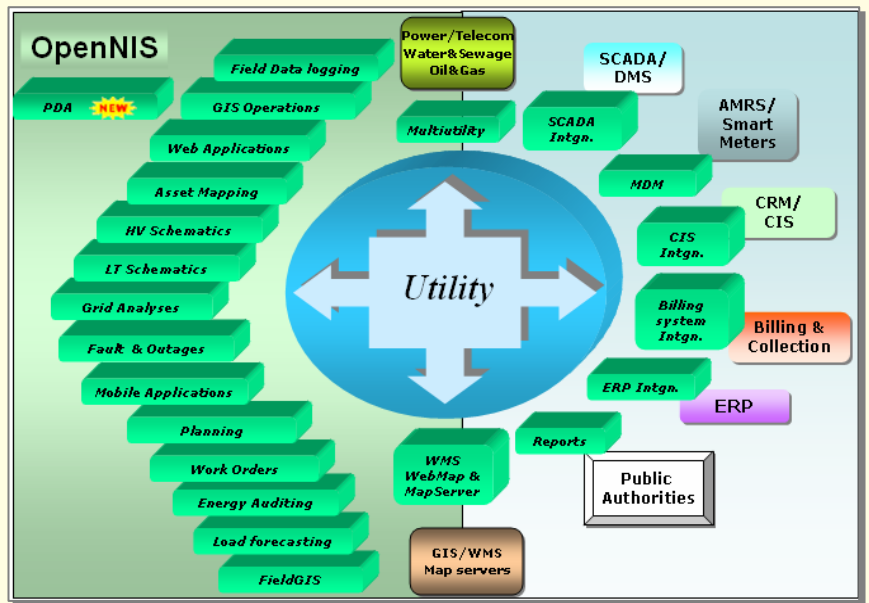 OpenNIS
Field Data logging
PDA NEW
GIS Operations
Web Applications
Asset Mapping
HV Schematics
LT Schematics
Grid Analyses
Fault & Outages
Mobile Applications
Planning
Work Orders
Energy Auditing
Load forecasting
FieldGIS
Power/Telecom
Water&Sewage
Oil&Gas
Multiutility
Utility
WMS
WebMap &
MapServer
GIS/WMS
Map servers
SCADA/
DMS
SCADA
Intgn.
AMRS/
Smart
Meters
MDM
CRM/
CIS
CIS
Intgn.
Billing
system
Intgn.
Billing &
Collection
ERP Intgn.
ERP
Reports
Public
Authorities